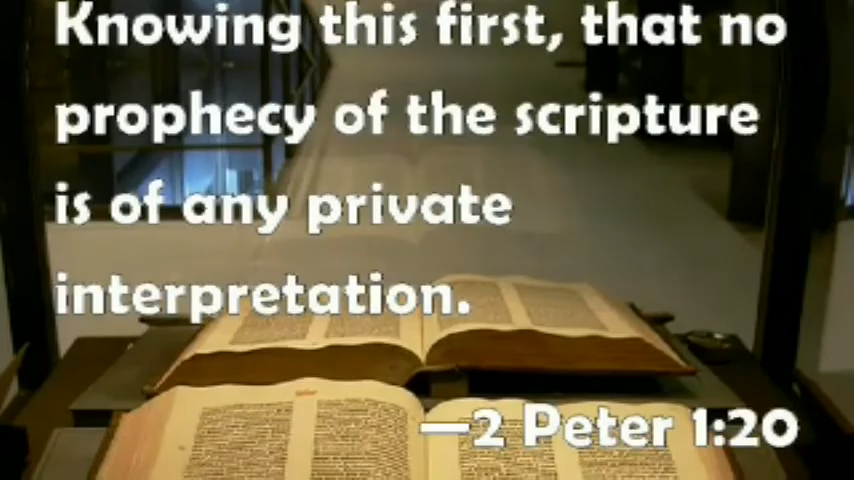 Knowing this first, that no
prophecy of the scripture
is of any private
interpretation.
—2 Peter 1:20